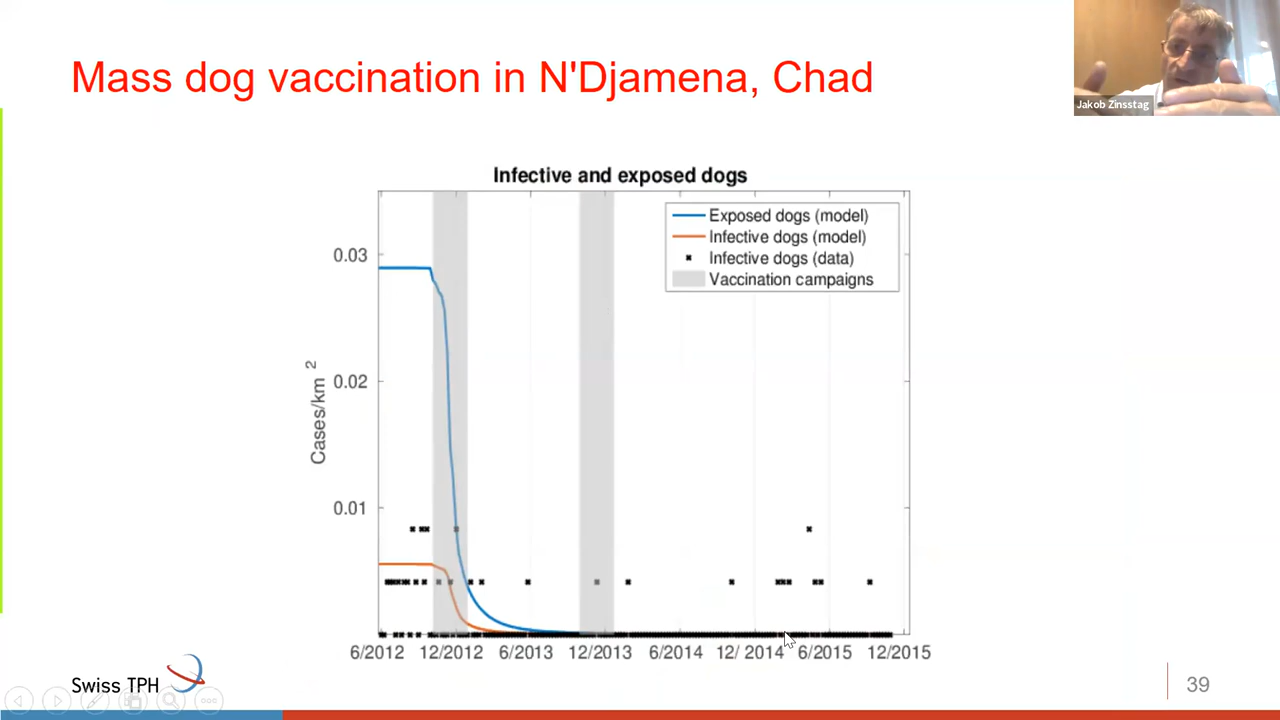 Mass dog vaccination in N'Djamena, Chad
Jakob Zinsstag
Infective and exposed dogs
Exposed dogs (model)
Infective dogs (model)
Infective dogs (data)
Vaccination campaigns
Cases/km 2
0.03
0.02
0.01
6/2012 12/2012 6/2013 12/2013 6/2014 12/ 2014 6/2015 12/2015
Swiss TPH
39